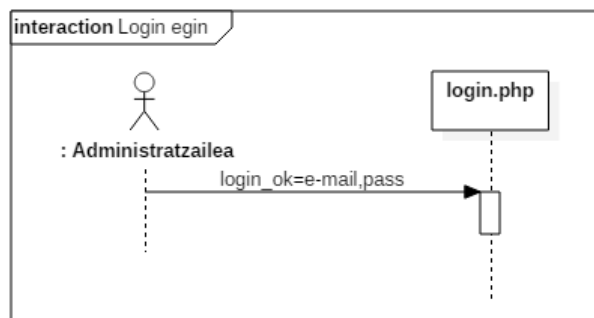 interaction Login egin
login.php
: Administratzailea
login_ok=e-mail,pass